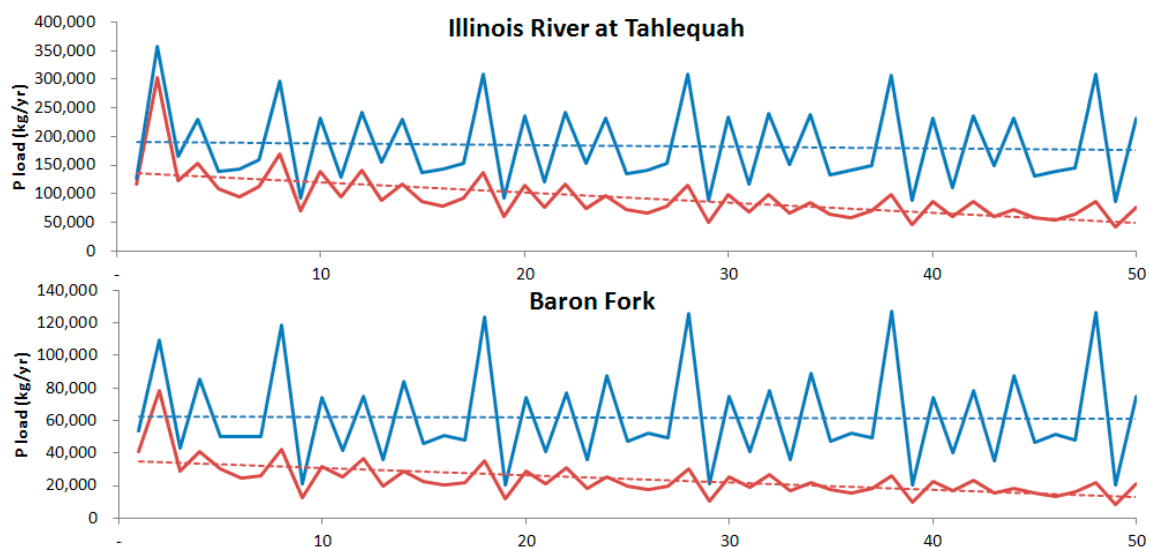 Illinois River at Tahlequah
P load (kg/yr)
400,000
350,000
300,000
250,000
200,000
150,000
100,000
50,000
0
- 10 20 30 40 50
Baron Fork
P load (kg/yr)
140,000
120,000
100,000
80,000
60,000
40,000
20,000
0
- 10 20 30 40 50